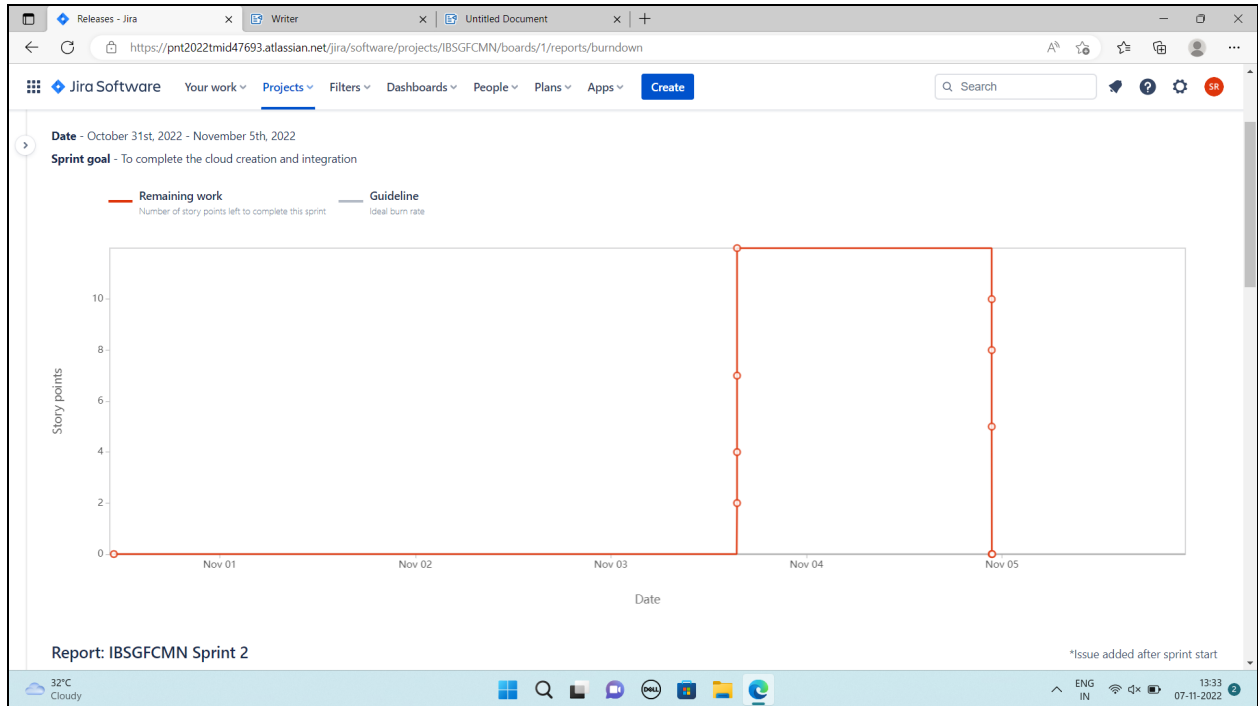 Releases - Jira
Writer
Untitled Document
https://pnt2022tmid47693.atlassian.net/jira/software/projects/IBSGFCMN/boards/1/reports/burndown
Jira Software Your work Projects Filters Dashboards People Plans Apps Create Search SR
Date - October 31st, 2022 - November 5th, 2022
Sprint goal - To complete the cloud creation and integration
Remaining work Guideline
Number of story points left to complete this sprint Ideal burn rate
10
8
6
4
2
0
Story points
Nov 01 Nov 02 Nov 03 Nov 04 Nov 05
Date
Report: IBSGFCMN Sprint 2 *Issue added after sprint start
32°C
Cloudy
DELL
ENG
IN
13:33
07-11-2022
2